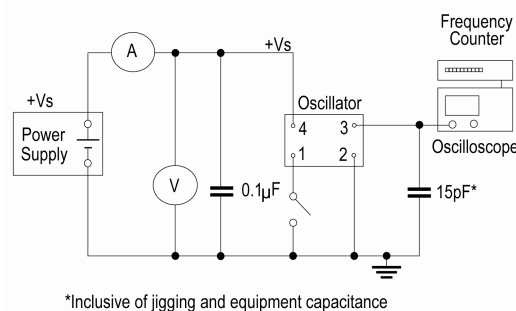 Frequency
Counter
A
+Vs
+Vs
Oscillator
4 3
1 2
Power
Supply
V
0.1µF
Oscilloscope
15pF*
*Inclusive of jigging and equipment capacitance